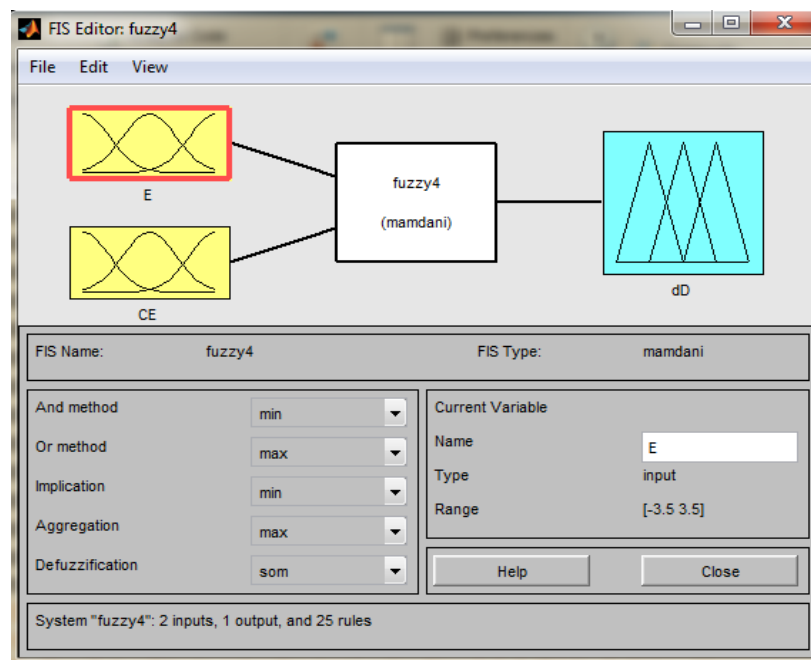 FIS Editor: fuzzy4
File Edit View
E
CE
fuzzy4
(mamdani)
dD
FIS Name: fuzzy4 FIS Type: mamdani
And method min
Or method max
Implication min
Aggregation max
Defuzzification som
Current Variable
Name E
Type input
Range [-3.5 3.5]
Help Close
System "fuzzy4": 2 inputs, 1 output, and 25 rules